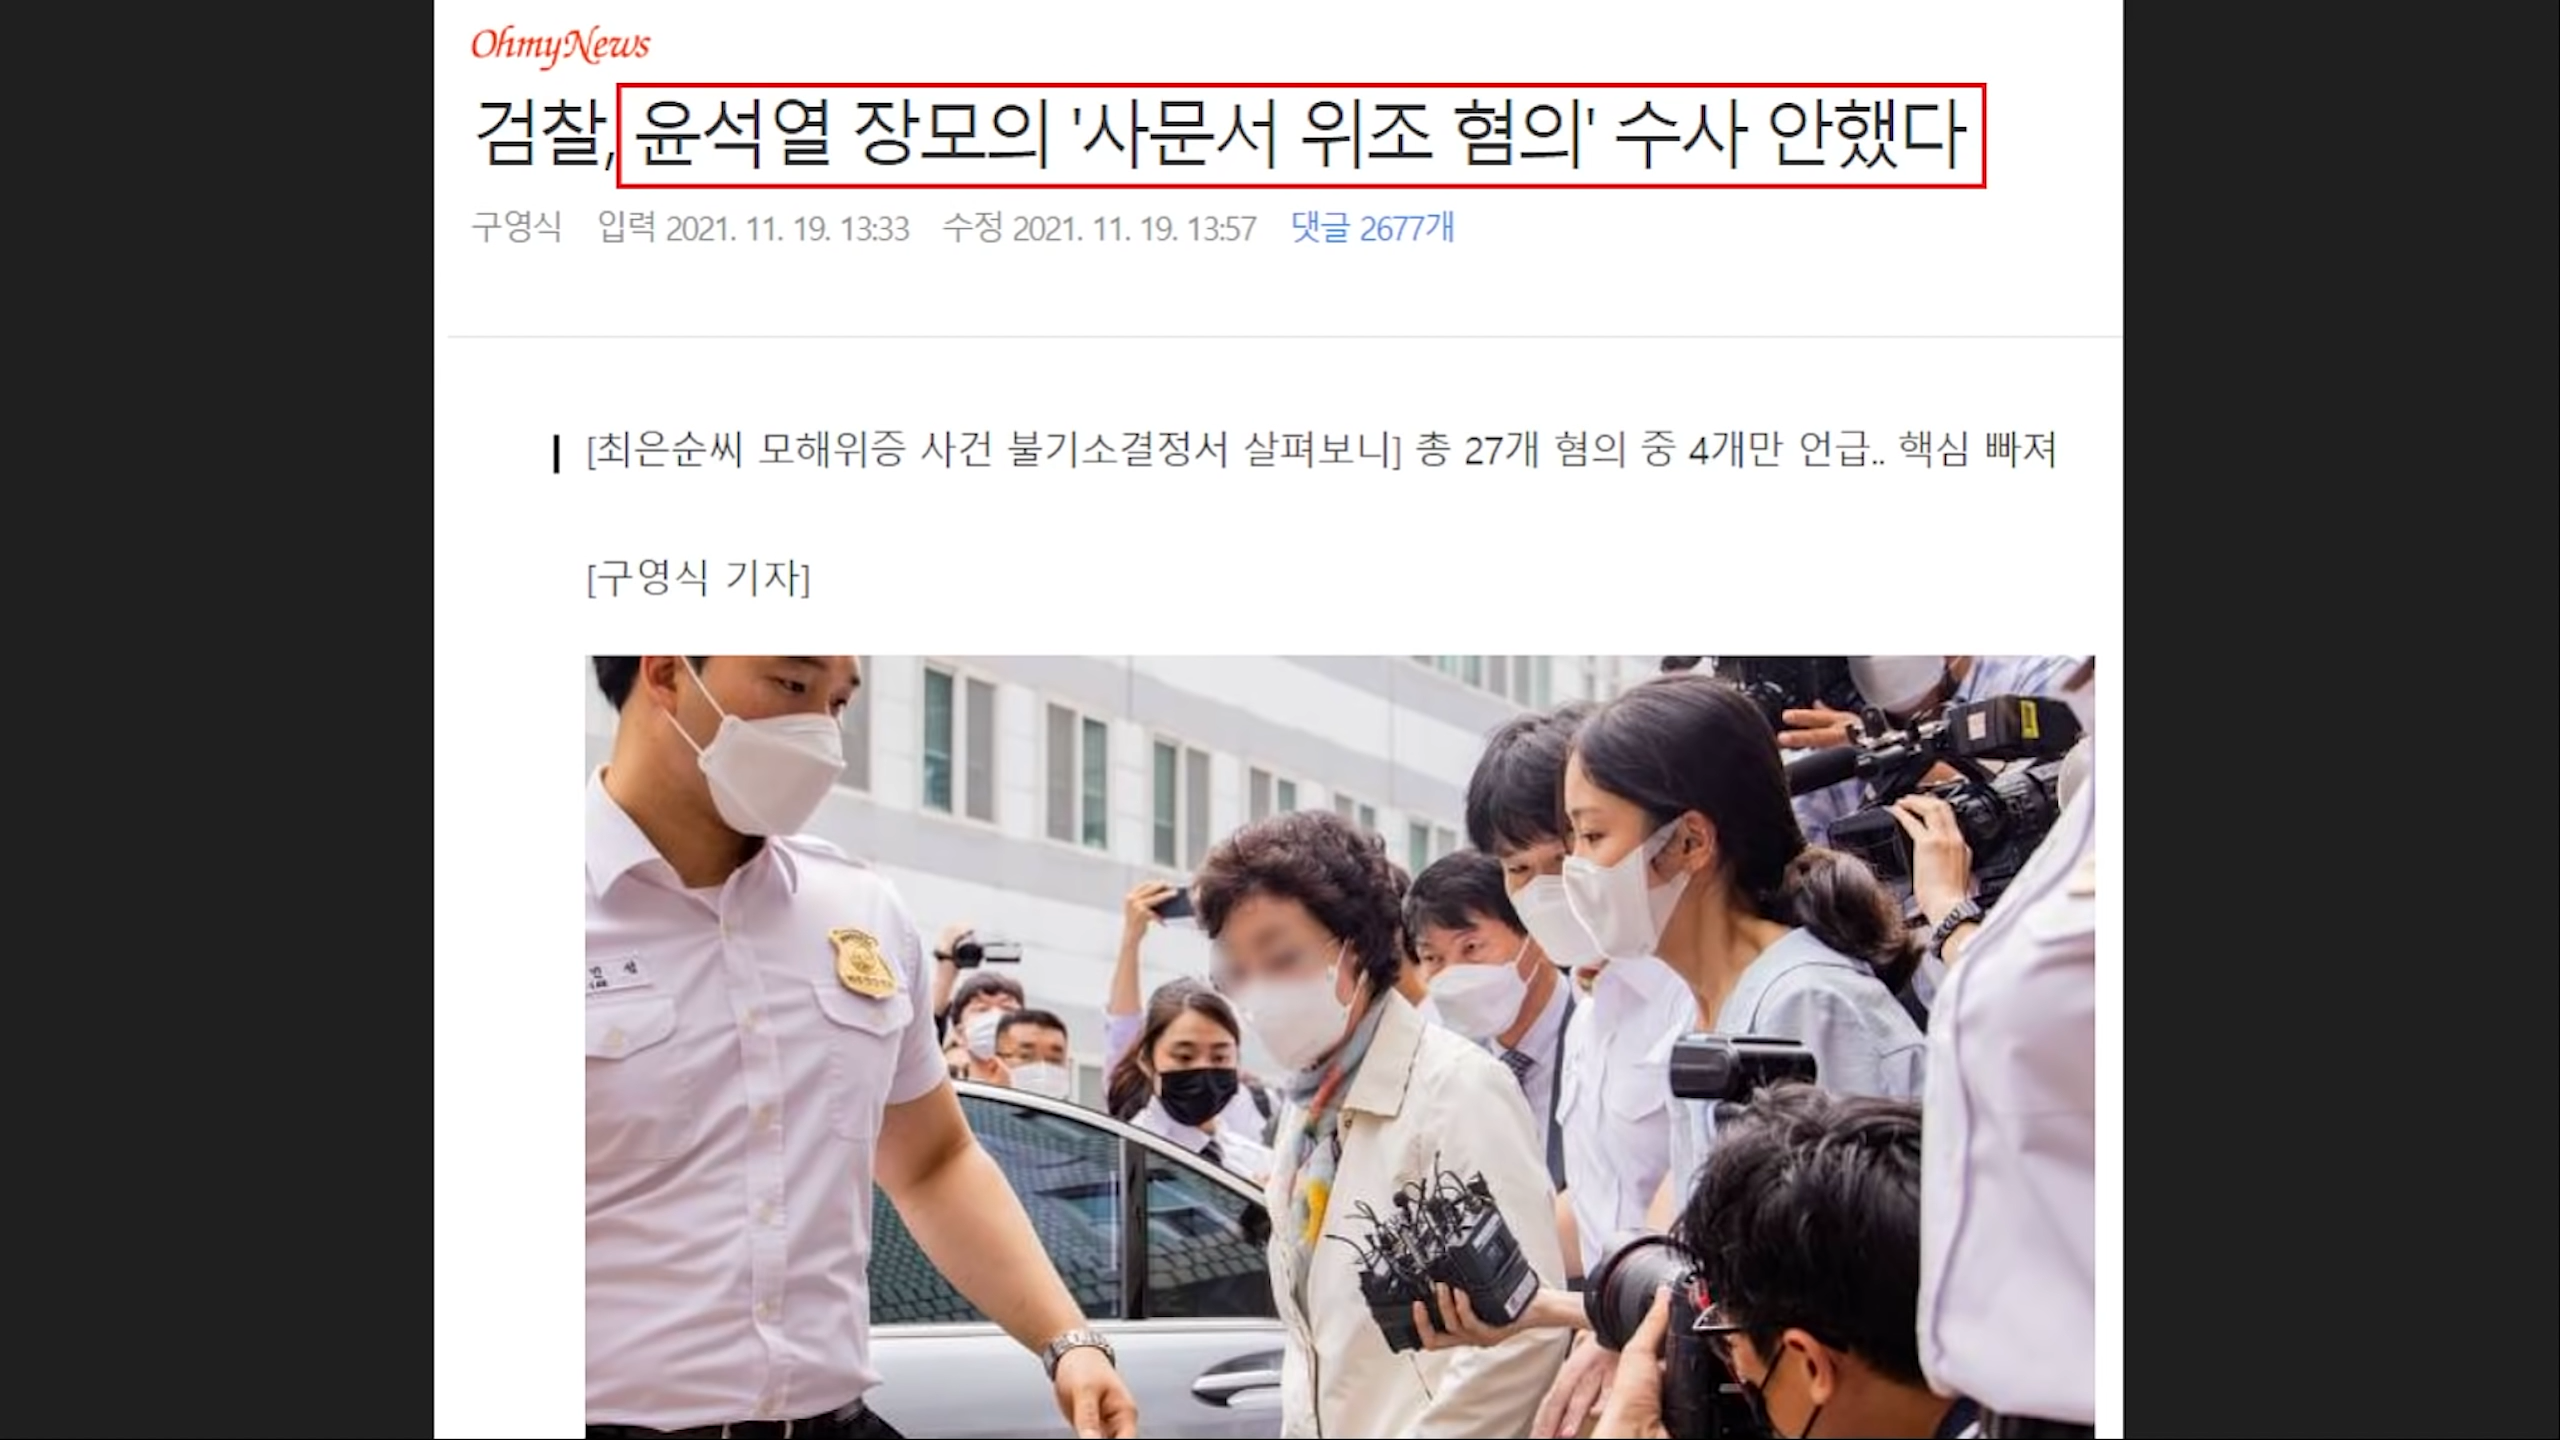 OhmyNews
검찰, 윤석열 장모의 '사문서 위조 혐의' 수사 안했다
구영식 입력 2021. 11. 19. 13:33 수정 2021. 11. 19. 13:57 댓글 2677개
[최은순씨 모해위증 사건 불기소결정서 살펴보니] 총 27개 혐의 중 4개만 언급.. 핵심 빠져
[구영식 기자]